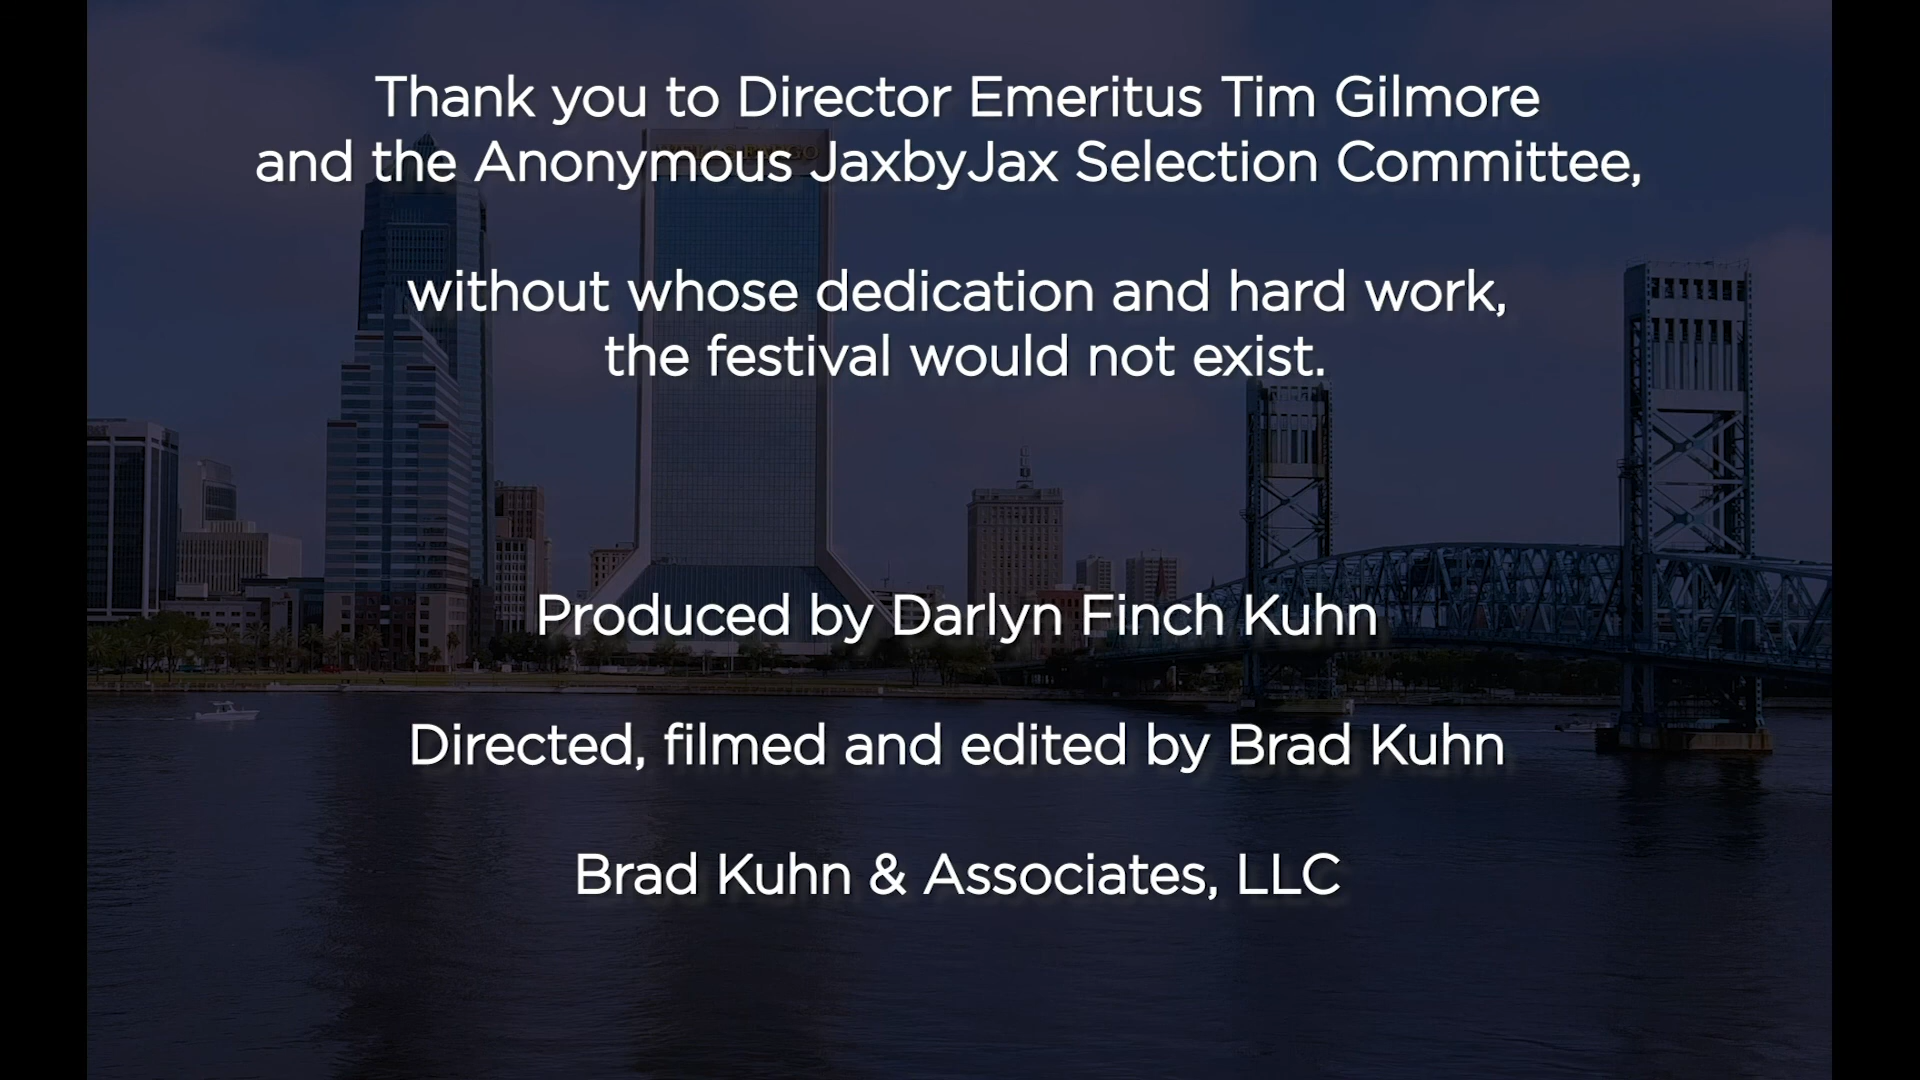 Thank you to Director Emeritus Tim Gilmore
and the Anonymous JaxbyJax Selection Committee,
without whose dedication and hard work,
the festival would not exist.
Produced by Darlyn Finch Kuhn
Directed, filmed and edited by Brad Kuhn
Brad Kuhn & Associates, LLC